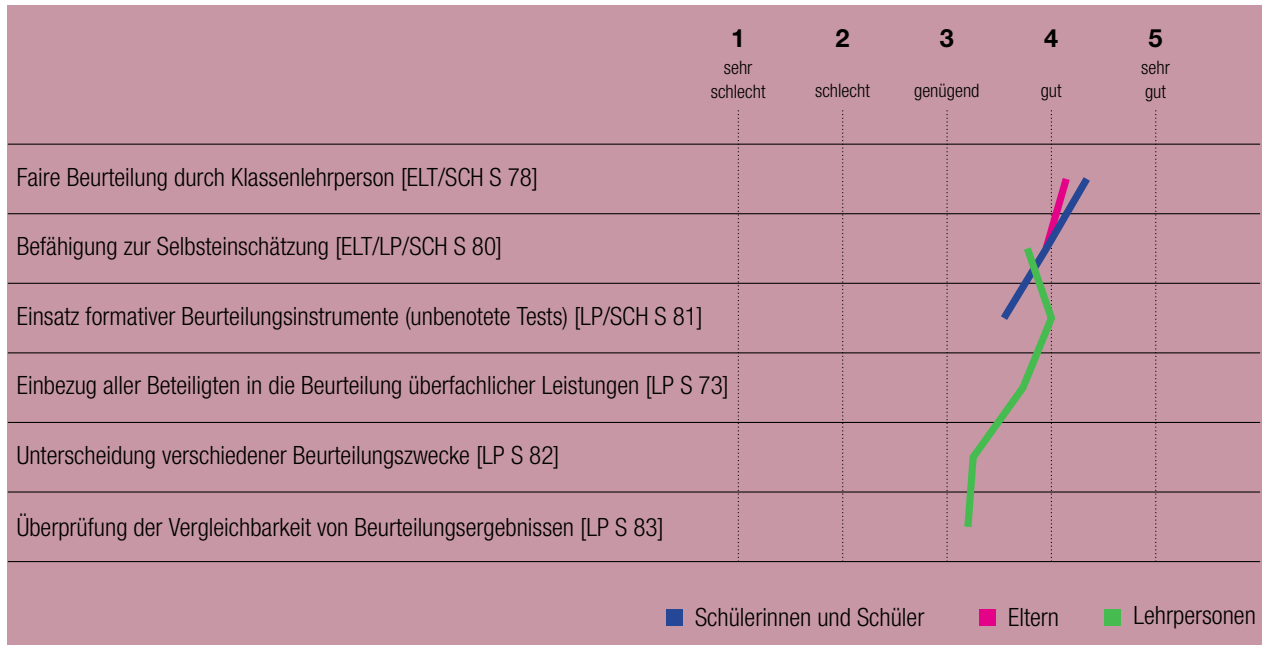 1 2 3 4 5
sehr schlecht schlecht genügend gut sehr gut
Faire Beurteilung durch Klassenlehrperson [ELT/SCH S 78]
Befähigung zur Selbsteinschätzung [ELT/LP/SCH S 80]
Einsatz formativer Beurteilungsinstrumente (unbenotete Tests) [LP/SCH S 81]
Einbezug aller Beteiligten in die Beurteilung überfachlicher Leistungen [LP S 73]
Unterscheidung verschiedener Beurteilungszwecke [LP S 82]
Überprüfung der Vergleichbarkeit von Beurteilungsergebnissen [LP S 83]
Schülerinnen und Schüler Eltern Lehrpersonen